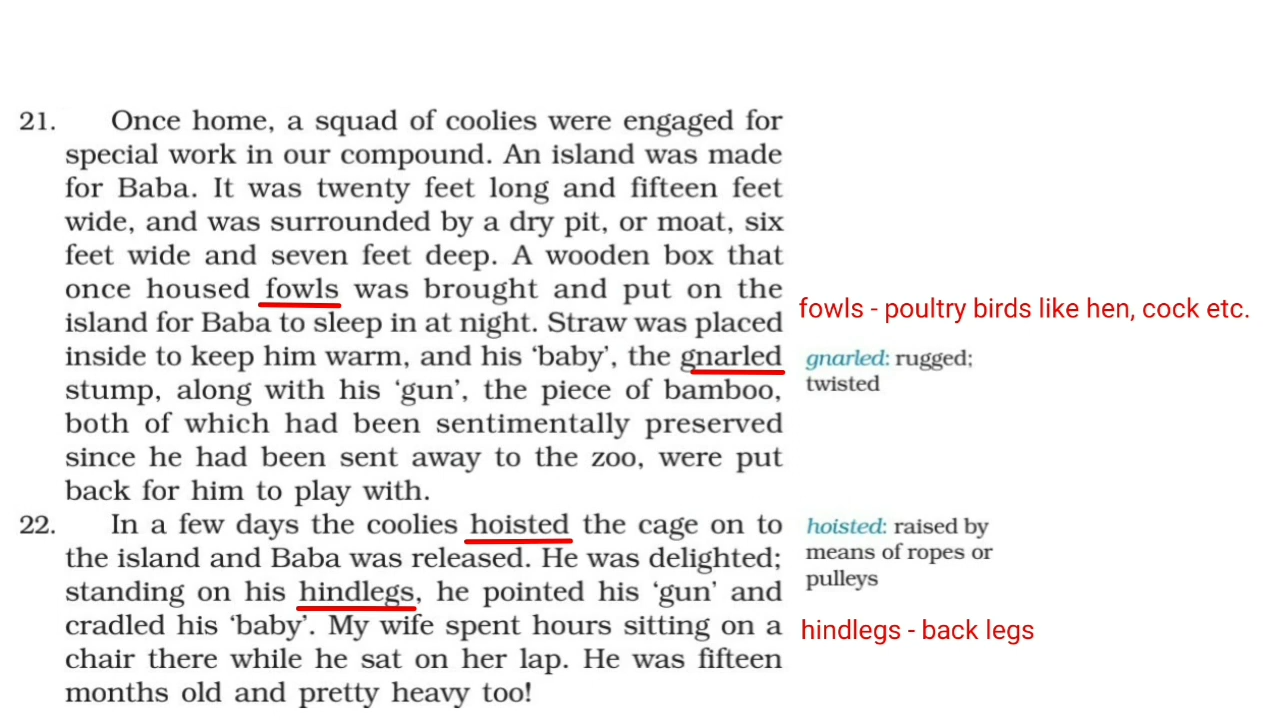 21. Once home, a squad of coolies were engaged for
special work in our compound. An island was made
for Baba. It was twenty feet long and fifteen feet
wide, and was surrounded by a dry pit, or moat, six
feet wide and seven feet deep. A wooden box that
once housed fowls was brought and put on the
island for Baba to sleep in at night. Straw was placed
inside to keep him warm, and his ‘baby’, the gnarled
stump, along with his ‘gun’, the piece of bamboo,
both of which had been sentimentally preserved
since he had been sent away to the zoo, were put
back for him to play with.
fowls - poultry birds like hen, cock etc.
gnarled: rugged;
twisted
22. In a few days the coolies hoisted the cage on to
the island and Baba was released. He was delighted;
standing on his hindlegs, he pointed his ‘gun’ and
cradled his ‘baby’. My wife spent hours sitting on a
chair there while he sat on her lap. He was fifteen
months old and pretty heavy too!
hoisted: raised by
means of ropes or
pulleys
hindlegs - back legs